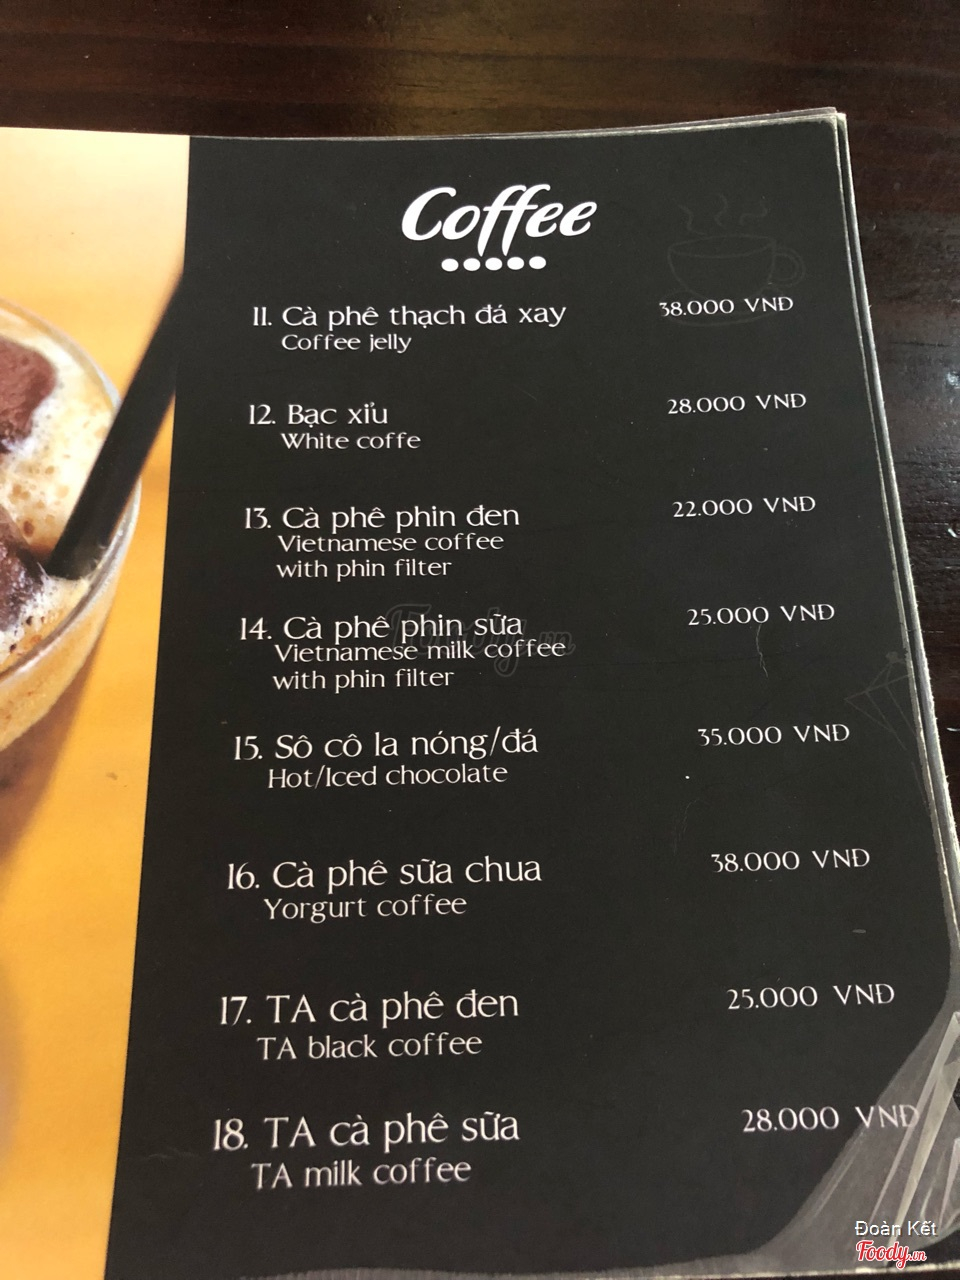 Coffee
11. Cà phê thạch đá xay 38.000 VNĐ
Coffee jelly
12. Bạc xỉu 28.000 VNĐ
White coffe
13. Cà phê phin đen 22.000 VNĐ
Vietnamese coffee
with phin filter
14. Cà phê phin sữa 25.000 VNĐ
Vietnamese milk coffee
with phin filter
15. Sô cô la nóng/đá 35.000 VNĐ
Hot/Iced chocolate
16. Cà phê sữa chua 38.000 VNĐ
Yorgurt coffee
17. TA cà phê đen 25.000 VNĐ
TA black coffee
18. TA cà phê sữa 28.000 VNĐ
TA milk coffee
Foody.vn
Đoàn Kết
Foody.vn